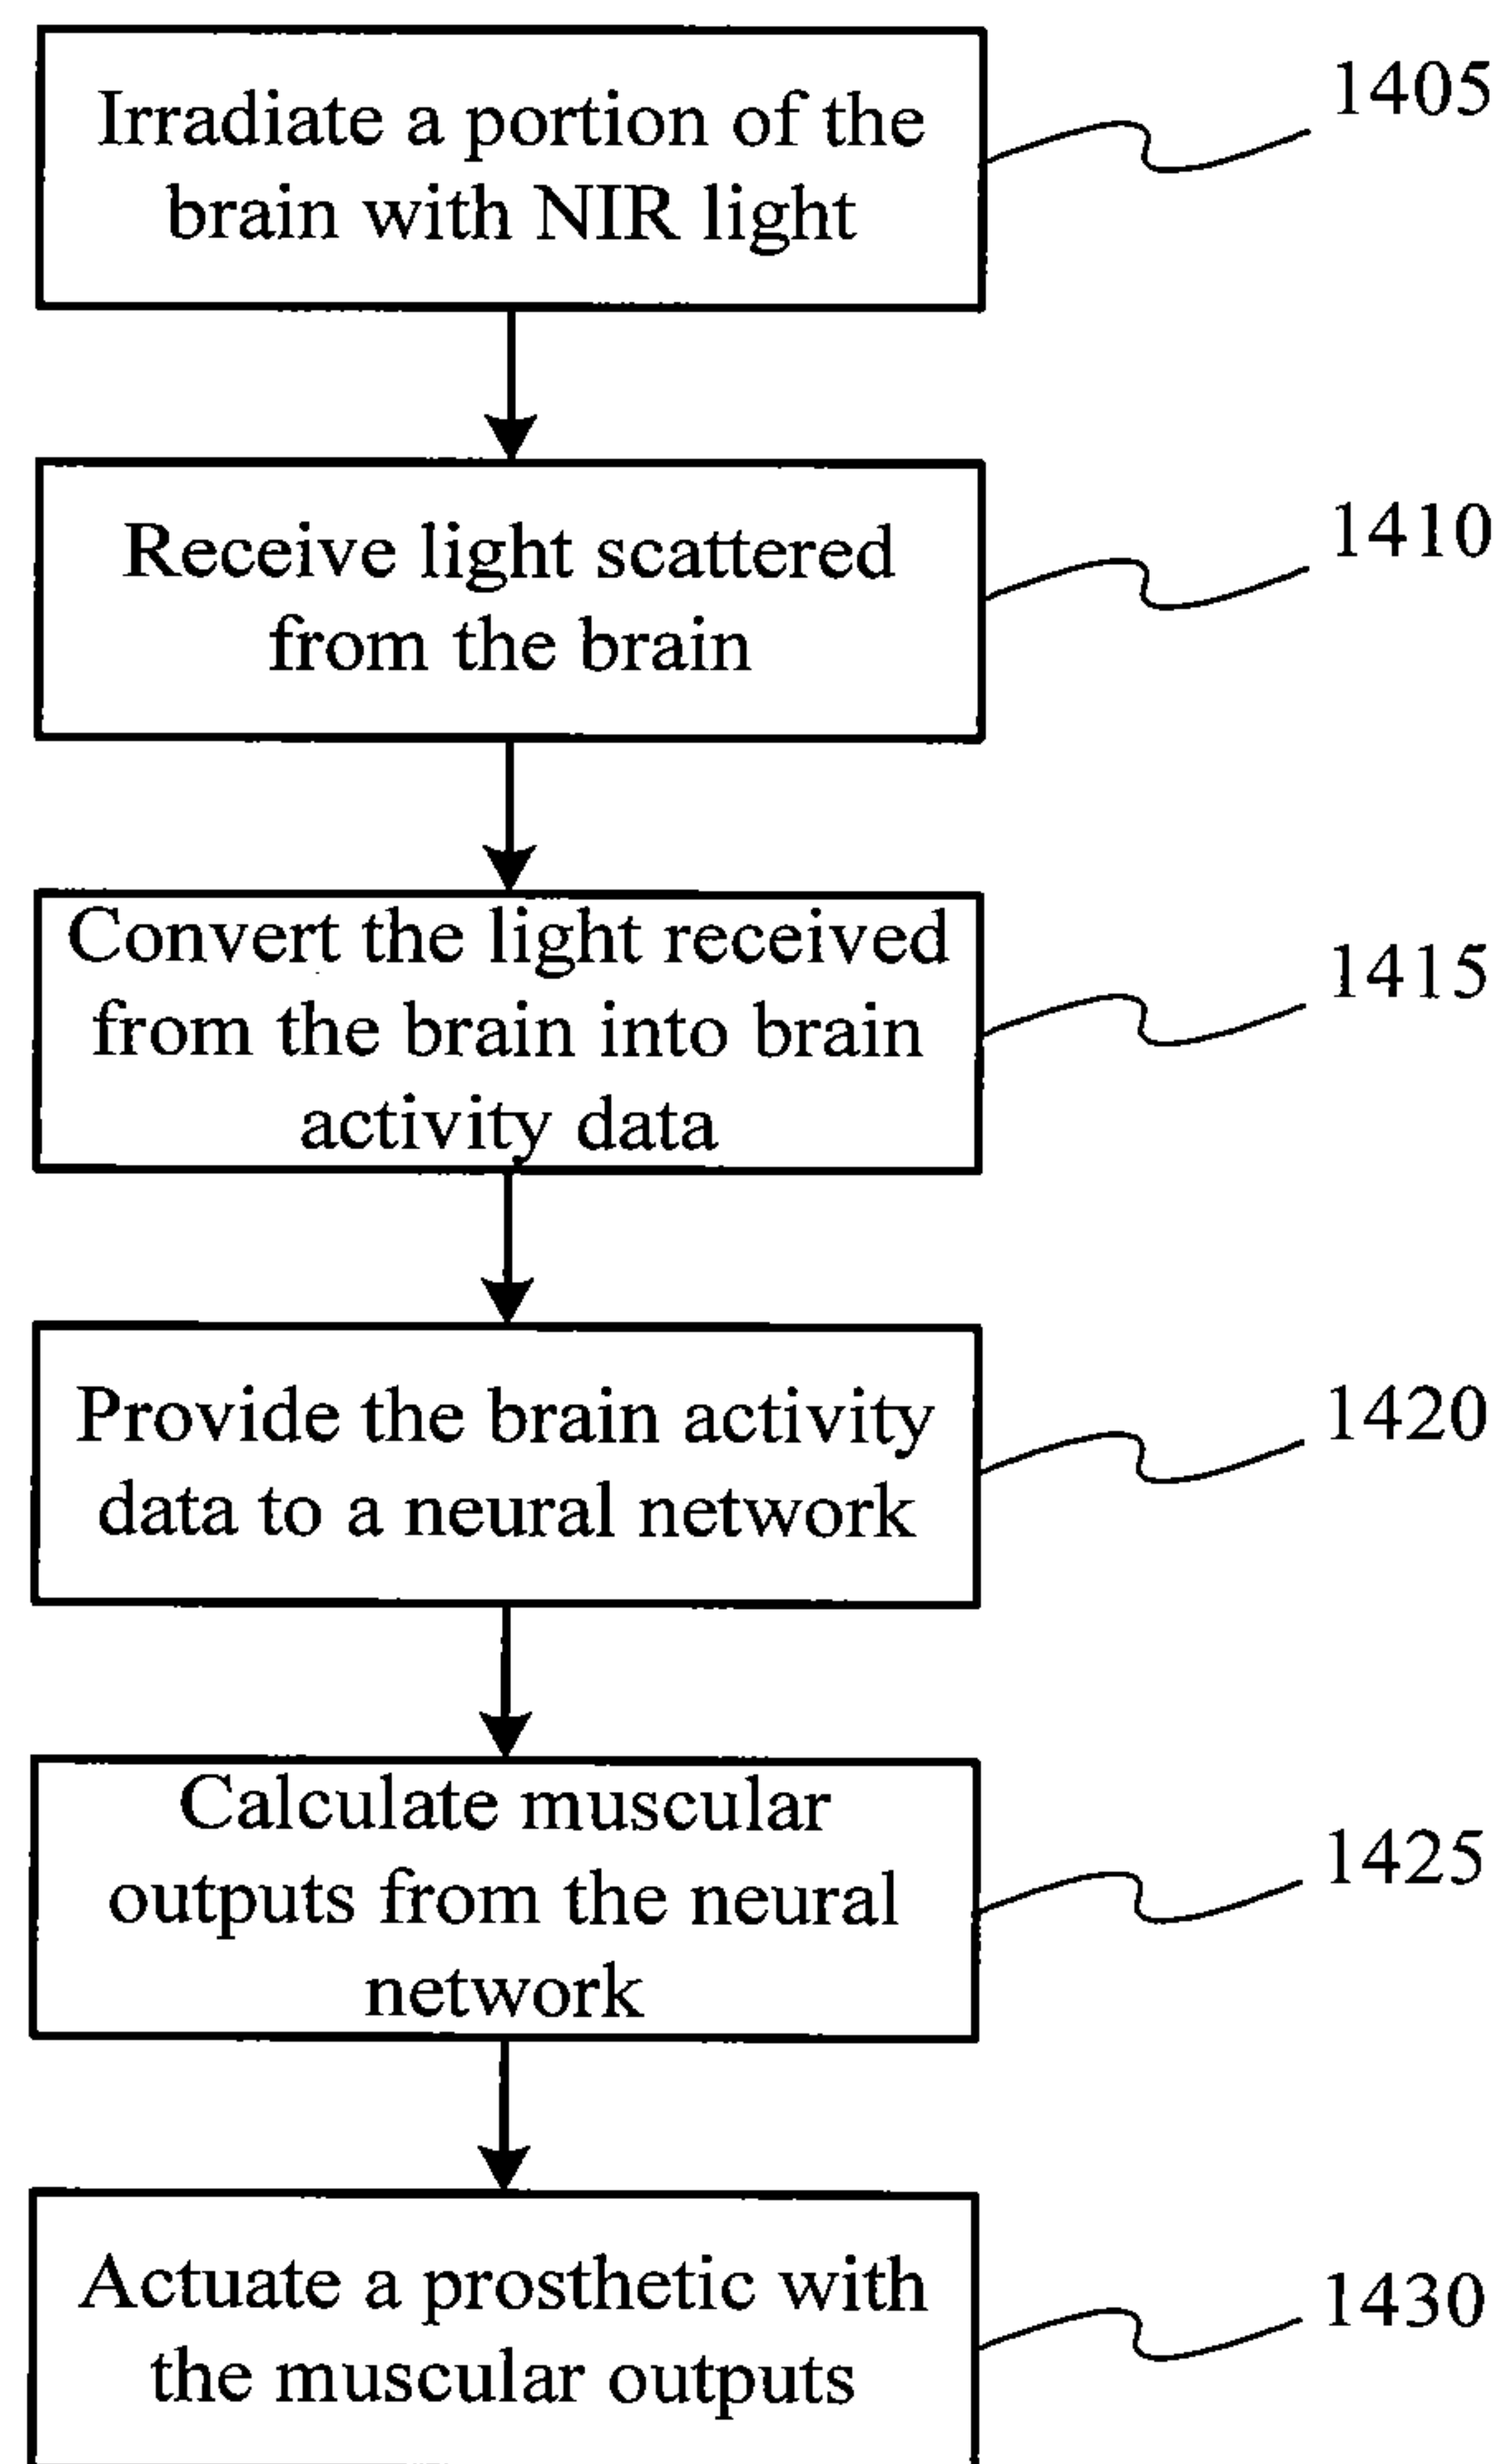 Irradiate a portion of the
brain with NIR light
1405
Receive light scattered
from the brain
1410
Convert the light received
from the brain into brain
activity data
1415
Provide the brain activity
data to a neural network
1420
Calculate muscular
outputs from the neural
network
1425
Actuate a prosthetic with
the muscular outputs
1430